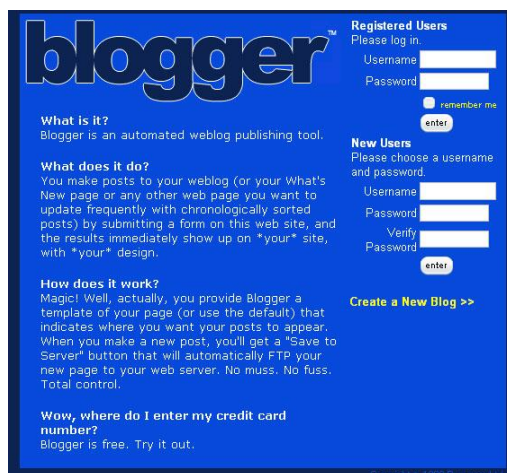 blogger™
What is it?
Blogger is an automated weblog publishing tool.
What does it do?
You make posts to your weblog (or your What's
New page or any other web page you want to
update frequently with chronologically sorted
posts) by submitting a form on this web site, and
the results immediately show up on *your* site,
with *your* design.
How does it work?
Magic! Well, actually, you provide Blogger a
template of your page (or use the default) that
indicates where you want your posts to appear.
When you make a new post, you'll get a "Save to
Server" button that will automatically FTP your
new page to your web server. No muss. No fuss.
Total control.
Wow, where do I enter my credit card
number?
Blogger is free. Try it out.
Registered Users
Please log in.
Username
Password
remember me
enter
New Users
Please choose a username
and password.
Username
Password
Verify
Password
enter
Create a New Blog >>